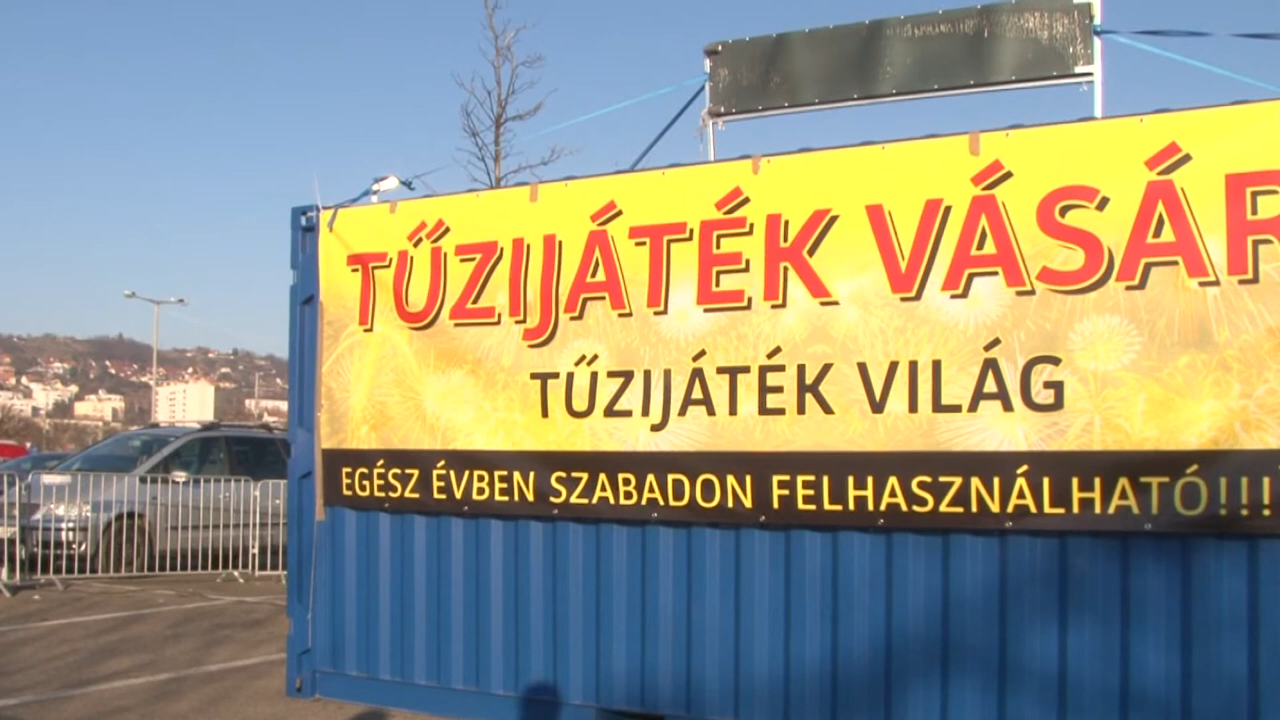 TŰZIJÁTÉK VÁSÁR
TŰZIJÁTÉK VILÁG
EGÉSZ ÉVBEN SZABADON FELHASZNÁLHATÓ!!!